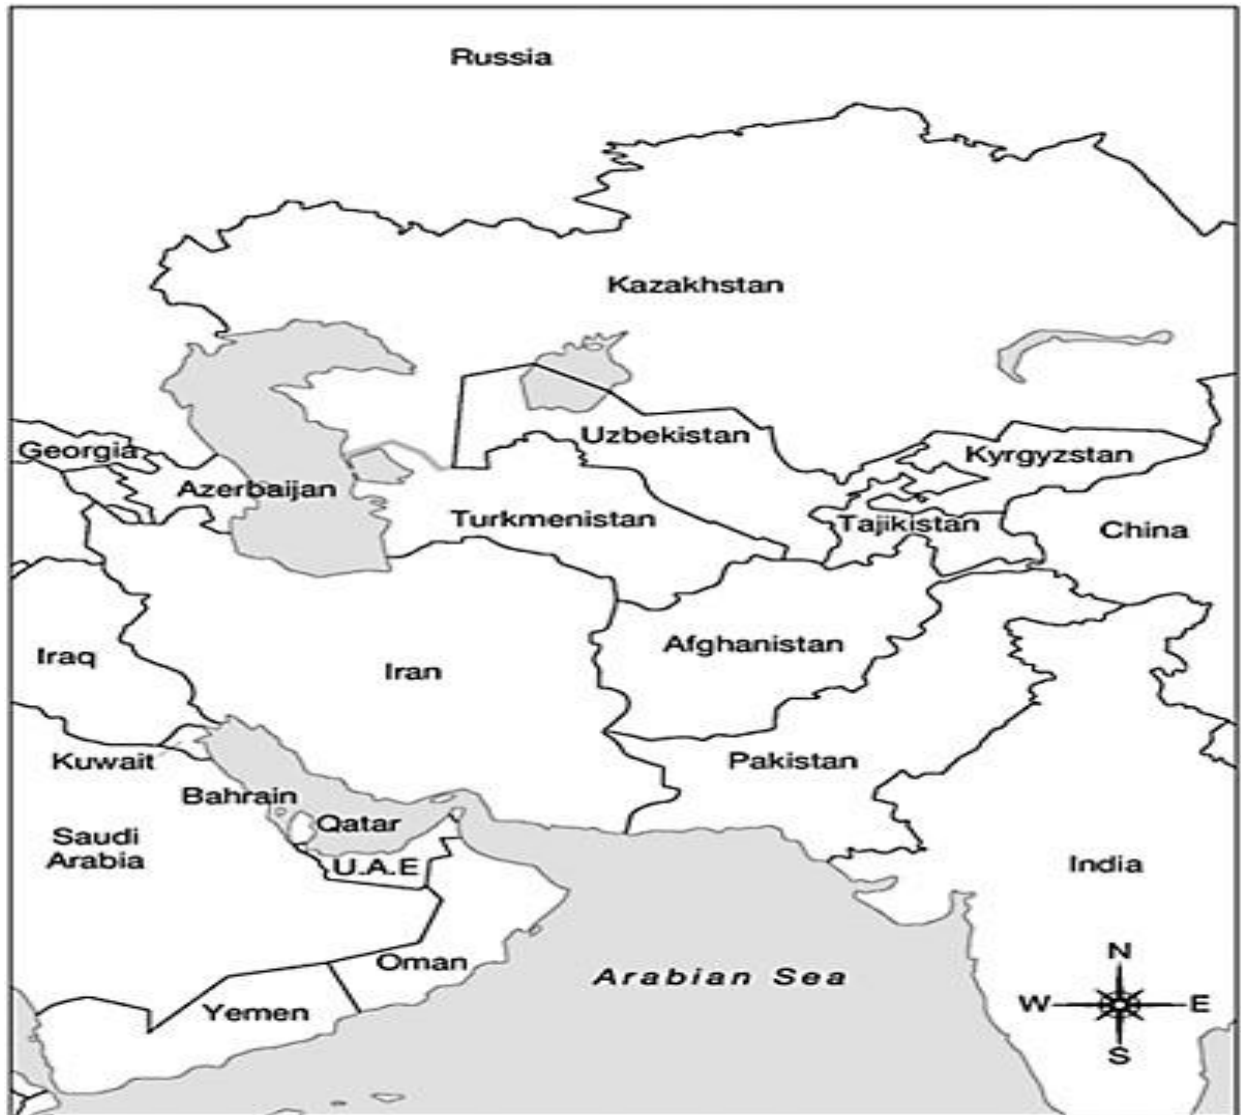 Russia
Kazakhstan
Georgia
Uzbekistan
Kyrgyzstan
Azerbaijan
Turkmenistan
Tajikistan
China
Iraq
Iran
Afghanistan
Kuwait
Pakistan
Bahrain
Qatar
Saudi
Arabia
U.A.E
India
Oman
Arabian Sea
N
W E
S
Yemen